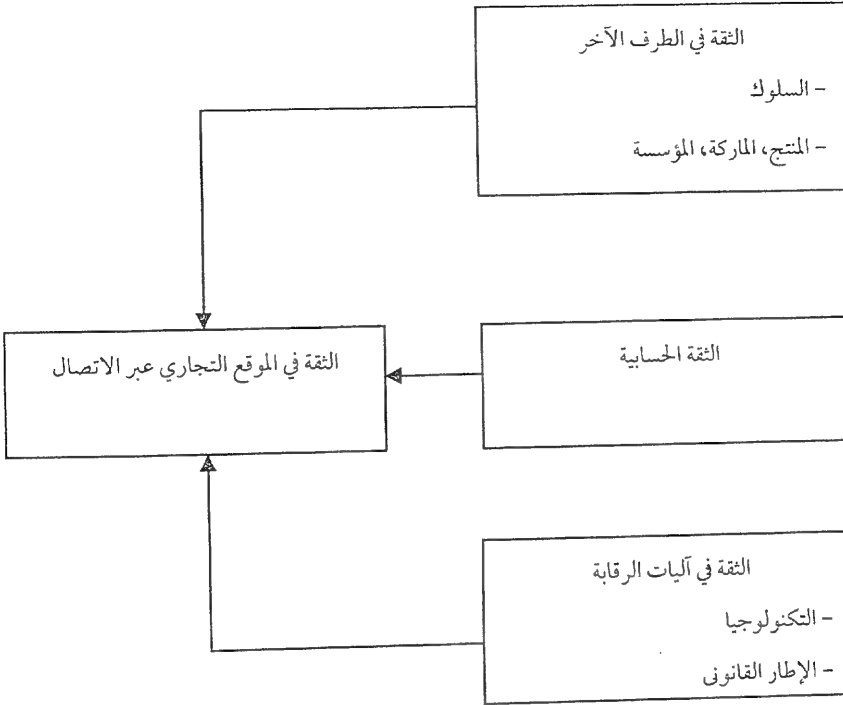 الثقة في الطرف الآخر
- السلوك
- المنتج، الماركة، المؤسسة
الثقة الحسابية
الثقة في الموقع التجاري عبر الاتصال
الثقة في آليات الرقابة
- التكنولوجيا
- الإطار القانونى